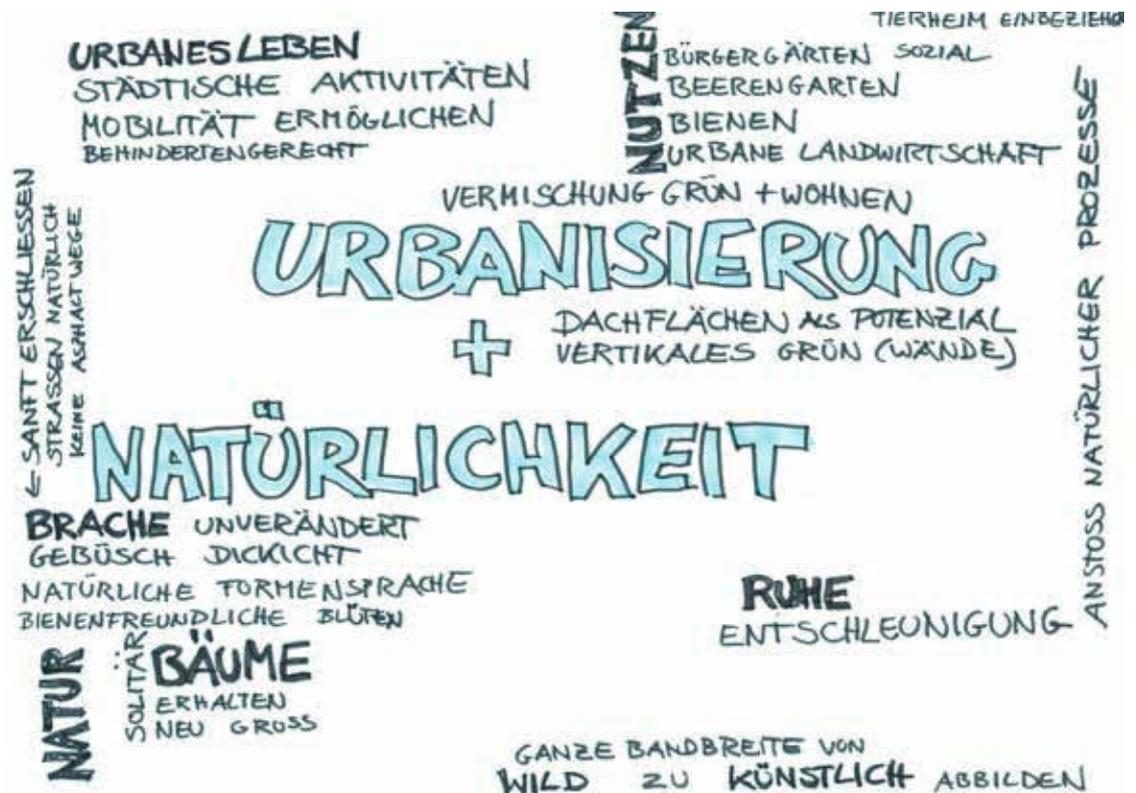 URBANES LEBEN
STÄDTISCHE AKTIVITÄTEN
MOBILITÄT ERMÖGLICHEN
BEHINDERTENGERECHT
TIERHEIM EINBEZIEHEN
NUTZEN
BÜRGERGÄRTEN SOZIAL
BEERENGARTEN
BIENEN
URBANE LANDWIRTSCHAFT
VERMISCHUNG GRÜN + WOHNEN
URBANISIERUNG
+
DACHFLÄCHEN ALS POTENZIAL
VERTIKALES GRÜN (WÄNDE)
NATÜRLICHKEIT
← SANFT ERSCHLIESSEN
STRASSEN NATÜRLICH
KEINE ASPHALTWEGE
ANSTOSS NATÜRLICHER PROZESSE
BRACHE UNVERÄNDERT
GEBÜSCH DICKICHT
NATÜRLICHE FORMENSPRACHE
BIENENFREUNDLICHE BLÜTEN
NATUR
SOLITÄR
BÄUME
ERHALTEN
NEU GROSS
RUHE
ENTSCHLEUNIGUNG
GANZE BANDBREITE VON
WILD ZU KÜNSTLICH ABBILDEN